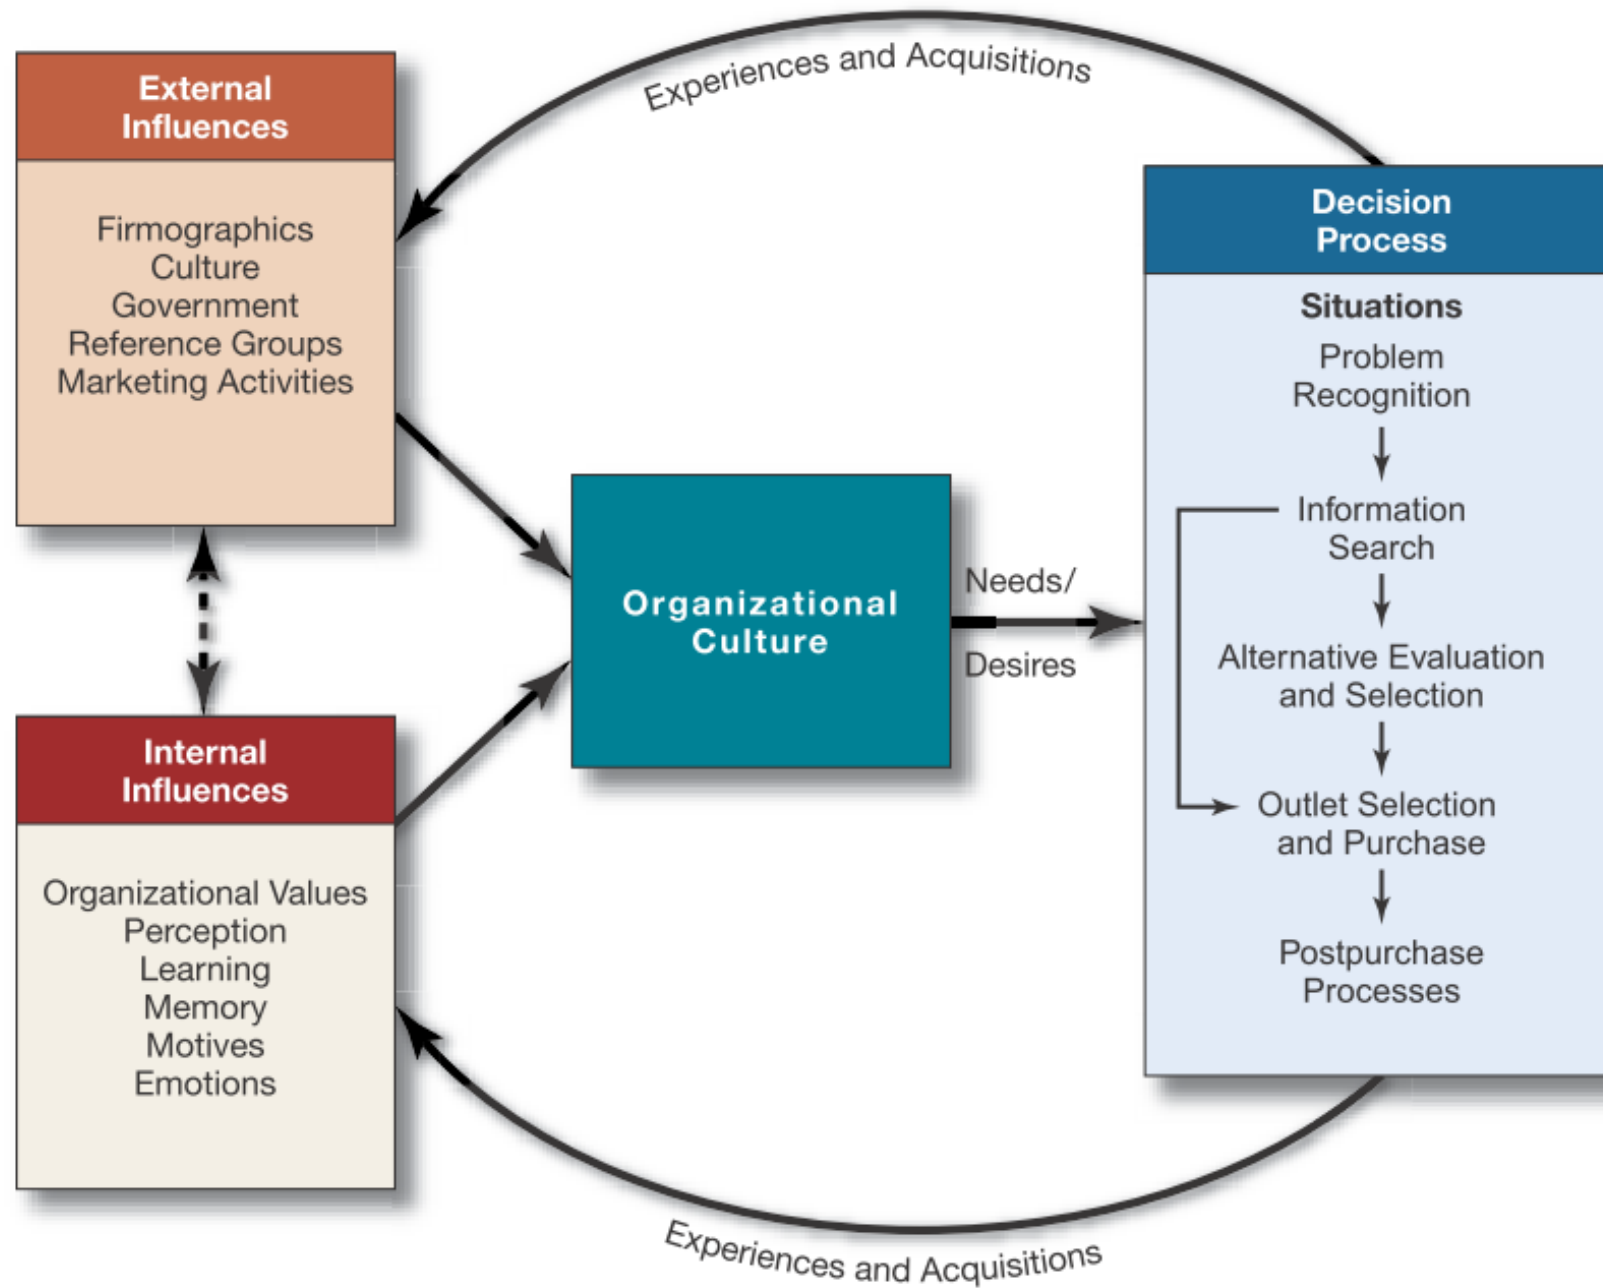 Experiences and Acquisitions
External
Influences
Firmographics
Culture
Government
Reference Groups
Marketing Activities
Internal
Influences
Organizational Values
Perception
Learning
Memory
Motives
Emotions
Organizational
Culture
Needs/
Desires
Decision
Process
Situations
Problem
Recognition
Information
Search
Alternative Evaluation
and Selection
Outlet Selection
and Purchase
Postpurchase
Processes
Experiences and Acquisitions